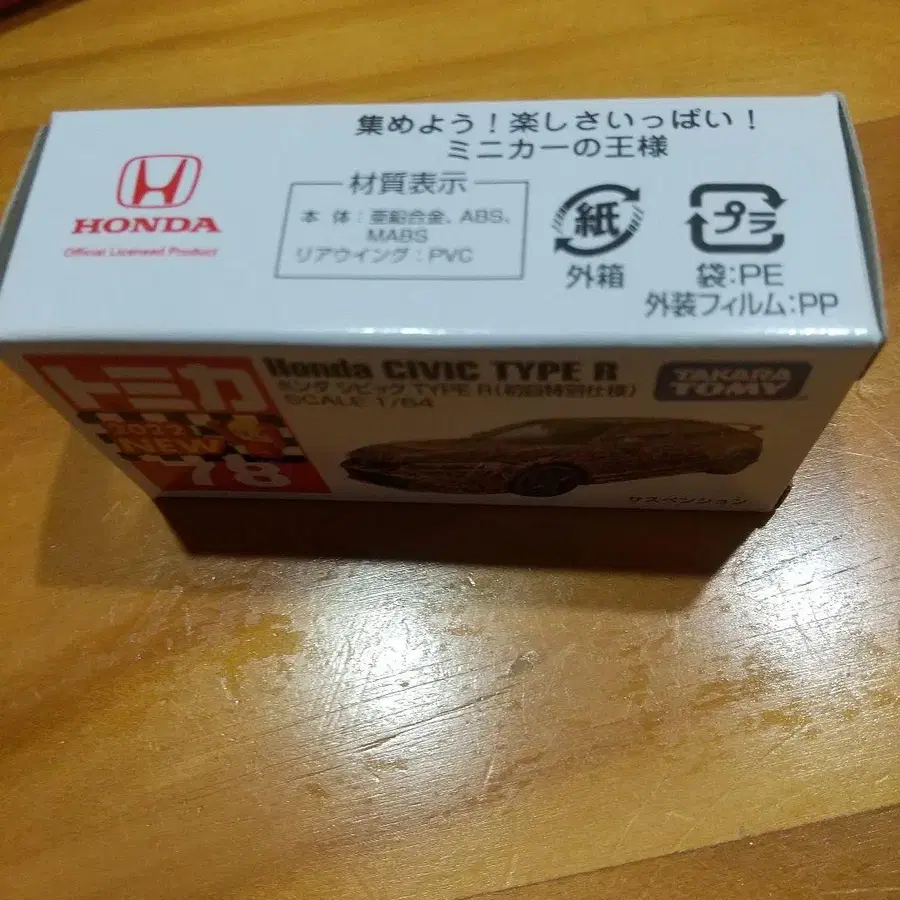 集めよう！楽しさいっぱい！
ミニカーの王様
HONDA
Official Licensed Product
材質表示
本 体：亜鉛合金、ABS、
MABS
リアウイング：PVC
紙
外箱
プラ
袋：PE
外装フィルム：PP
トミカ
NEW
78
Honda CIVIC TYPE R
ホンダ シビック TYPE R（初回特別仕様）
SCALE 1/64
TAKARA
TOMY
サスペンション